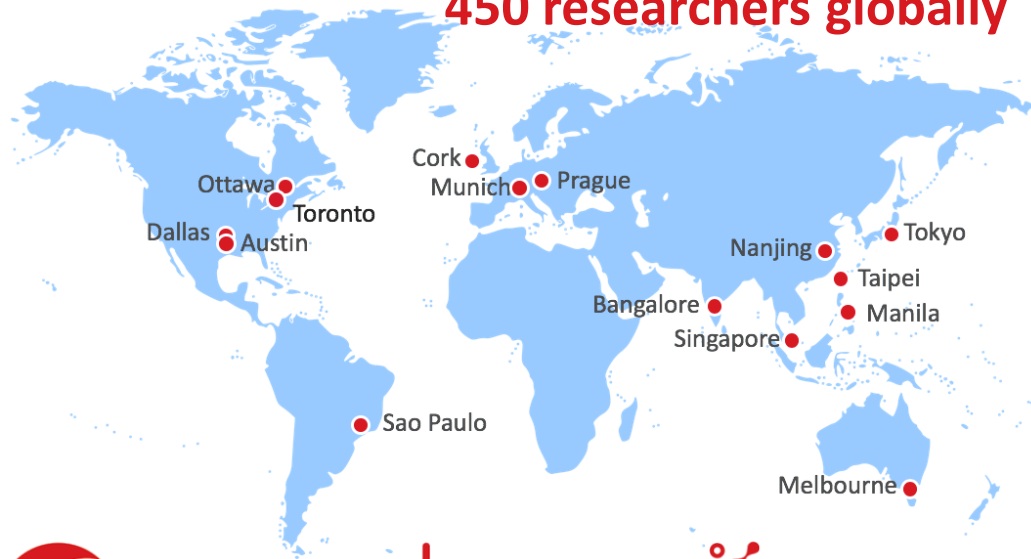 450 researchers globally
Cork
Ottawa
Munich
Prague
Toronto
Dallas
Austin
Tokyo
Nanjing
Taipei
Bangalore
Manila
Singapore
Sao Paulo
Melbourne